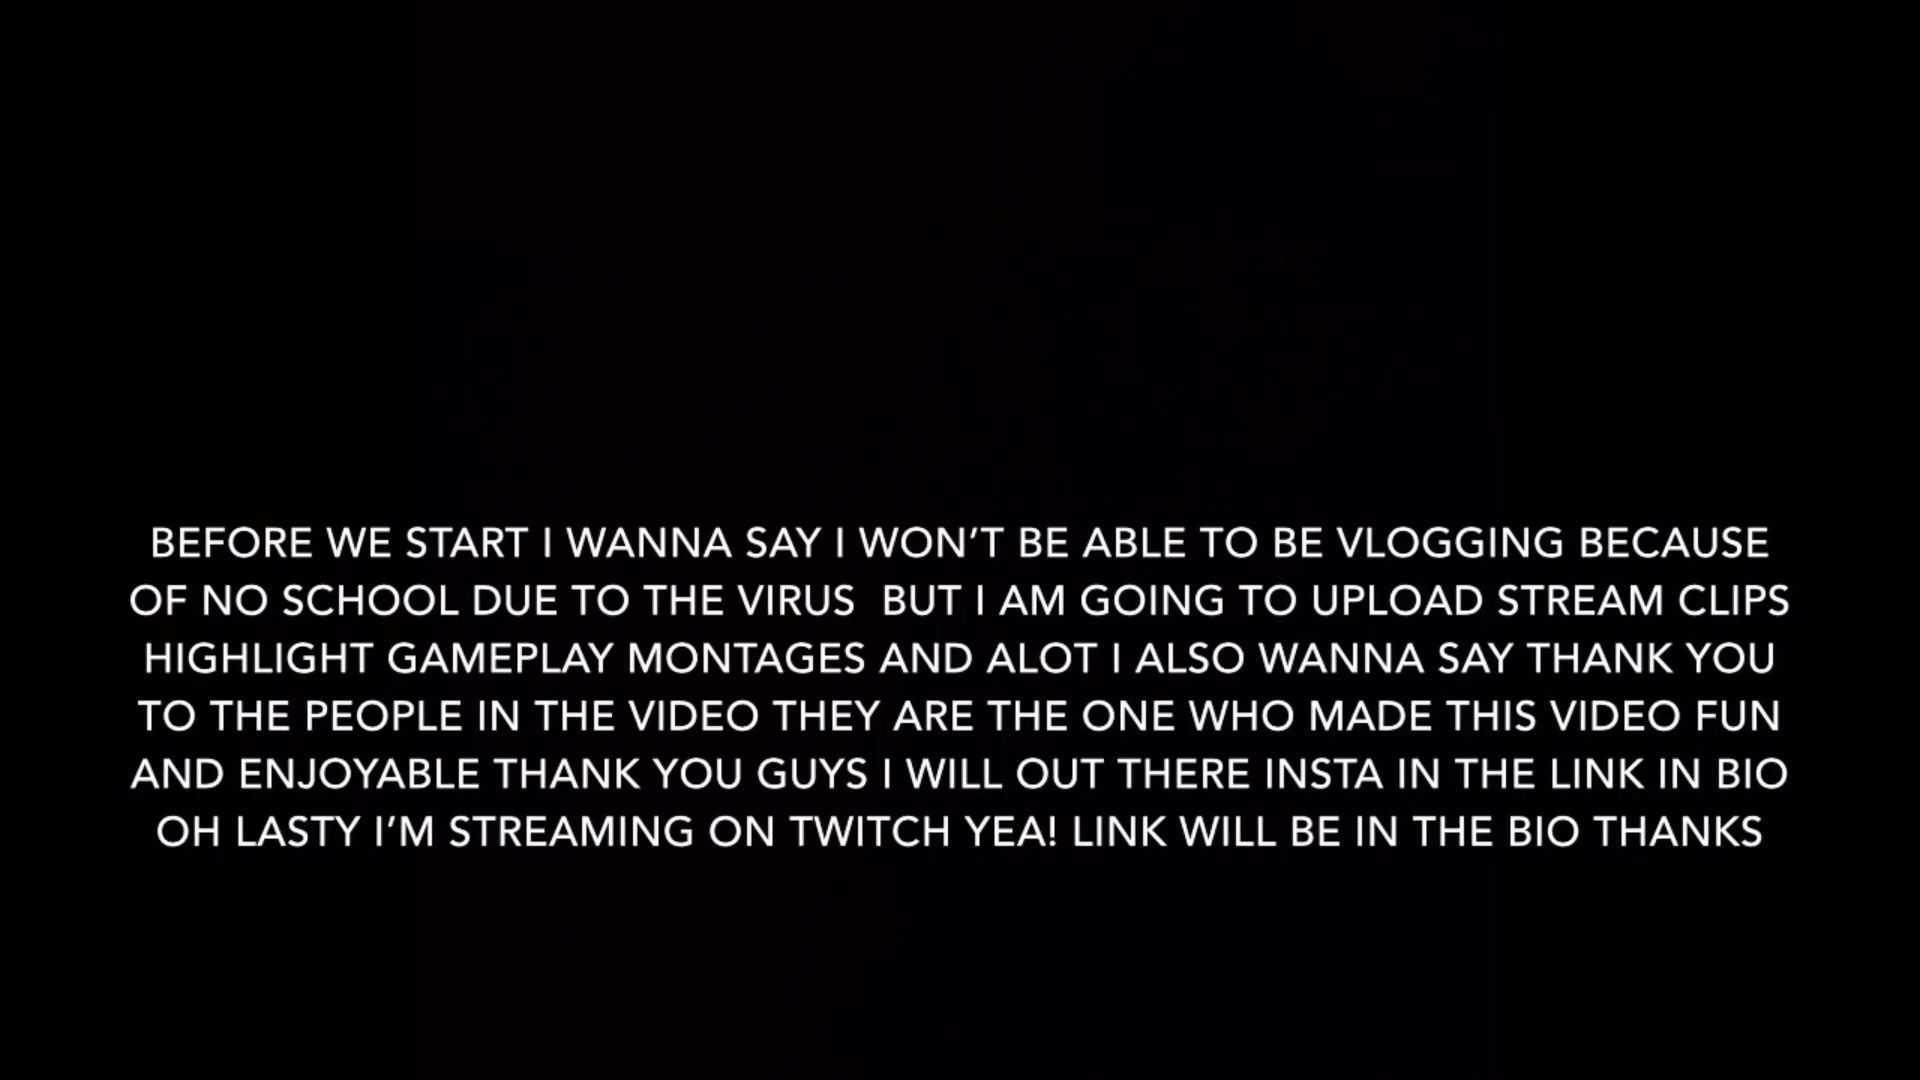 BEFORE WE START I WANNA SAY I WON’T BE ABLE TO BE VLOGGING BECAUSE
OF NO SCHOOL DUE TO THE VIRUS  BUT I AM GOING TO UPLOAD STREAM CLIPS
HIGHLIGHT GAMEPLAY MONTAGES AND ALOT I ALSO WANNA SAY THANK YOU
TO THE PEOPLE IN THE VIDEO THEY ARE THE ONE WHO MADE THIS VIDEO FUN
AND ENJOYABLE THANK YOU GUYS I WILL OUT THERE INSTA IN THE LINK IN BIO
OH LASTY I’M STREAMING ON TWITCH YEA! LINK WILL BE IN THE BIO THANKS